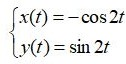 x(t) = −cos 2t
y(t) = sin 2t